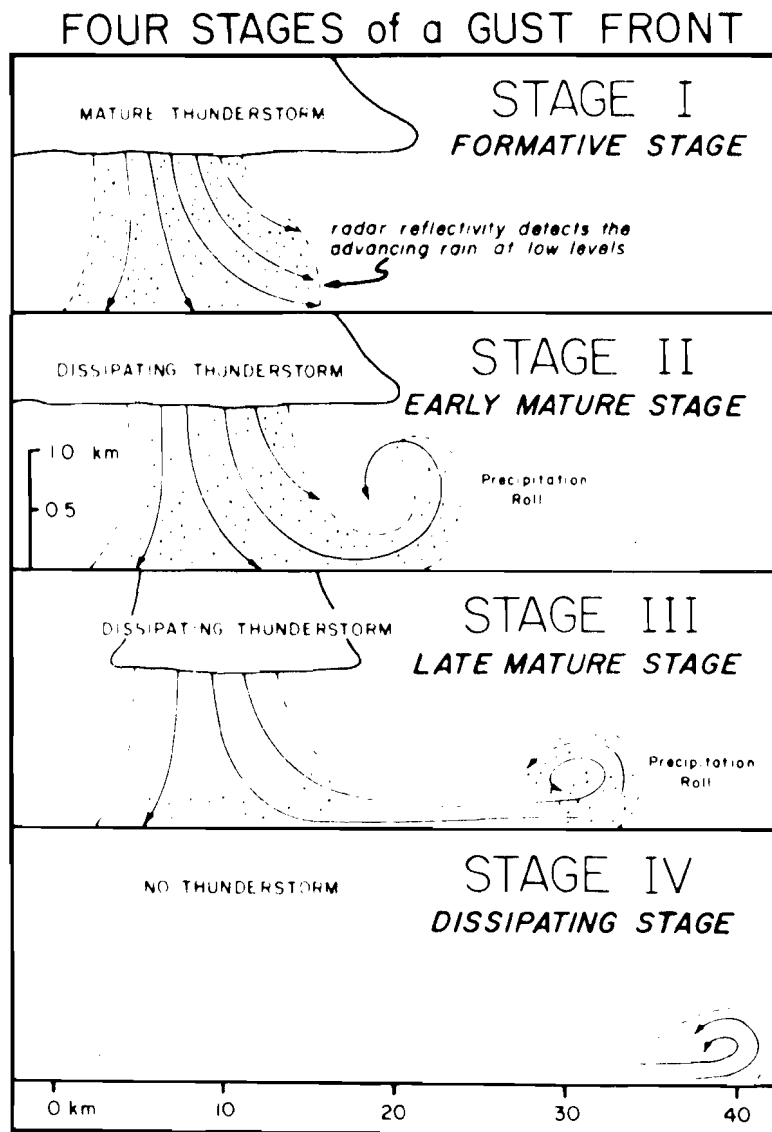 FOUR STAGES of a GUST FRONT
MATURE THUNDERSTORM
STAGE I
FORMATIVE STAGE
radar reflectivity detects the
advancing rain at low levels
DISSIPATING THUNDERSTORM
STAGE II
EARLY MATURE STAGE
1.0 km
0.5
Precipitation
Roll
DISSIPATING THUNDERSTORM
STAGE III
LATE MATURE STAGE
Precipitation
Roll
NO THUNDERSTORM
STAGE IV
DISSIPATING STAGE
0 km 10 20 30 40